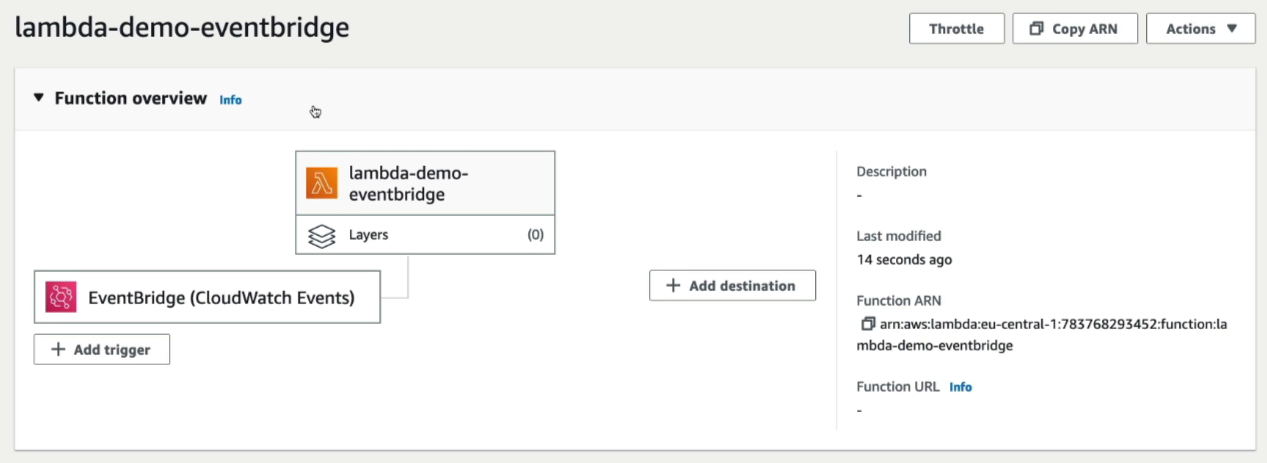 lambda-demo-eventbridge
Throttle
Copy ARN
Actions
Function overview Info
lambda-demo-
eventbridge
Layers (0)
EventBridge (CloudWatch Events)
Add trigger
Add destination
Description
-
Last modified
14 seconds ago
Function ARN
arn:aws:lambda:eu-central-1:783768293452:function:la
mbda-demo-eventbridge
Function URL Info
-